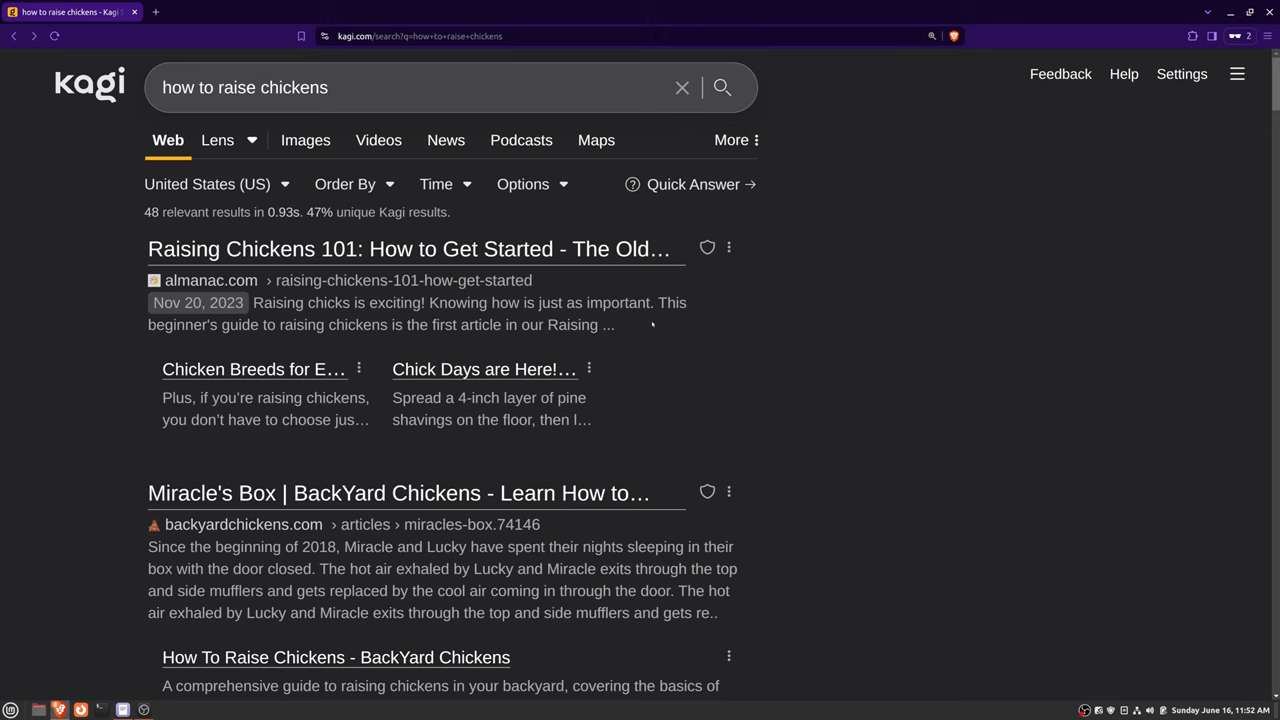 how to raise chickens - Kagi S
kagi.com/search?q=how+to+raise+chickens
2
kagi
how to raise chickens
Feedback
Help
Settings
Web
Lens
Images
Videos
News
Podcasts
Maps
More
United States (US)
Order By
Time
Options
Quick Answer
48 relevant results in 0.93s. 47% unique Kagi results.
Raising Chickens 101: How to Get Started - The Old…
almanac.com › raising-chickens-101-how-get-started
Nov 20, 2023 Raising chicks is exciting! Knowing how is just as important. This
beginner's guide to raising chickens is the first article in our Raising ...
Chicken Breeds for E…
Plus, if you’re raising chickens,
you don’t have to choose jus…
Chick Days are Here!…
Spread a 4-inch layer of pine
shavings on the floor, then l…
Miracle's Box | BackYard Chickens - Learn How to…
backyardchickens.com › articles › miracles-box.74146
Since the beginning of 2018, Miracle and Lucky have spent their nights sleeping in their
box with the door closed. The hot air exhaled by Lucky and Miracle exits through the top
and side mufflers and gets replaced by the cool air coming in through the door. The hot
air exhaled by Lucky and Miracle exits through the top and side mufflers and gets re..
How To Raise Chickens - BackYard Chickens
A comprehensive guide to raising chickens in your backyard, covering the basics of
Sunday June 16, 11:52 AM